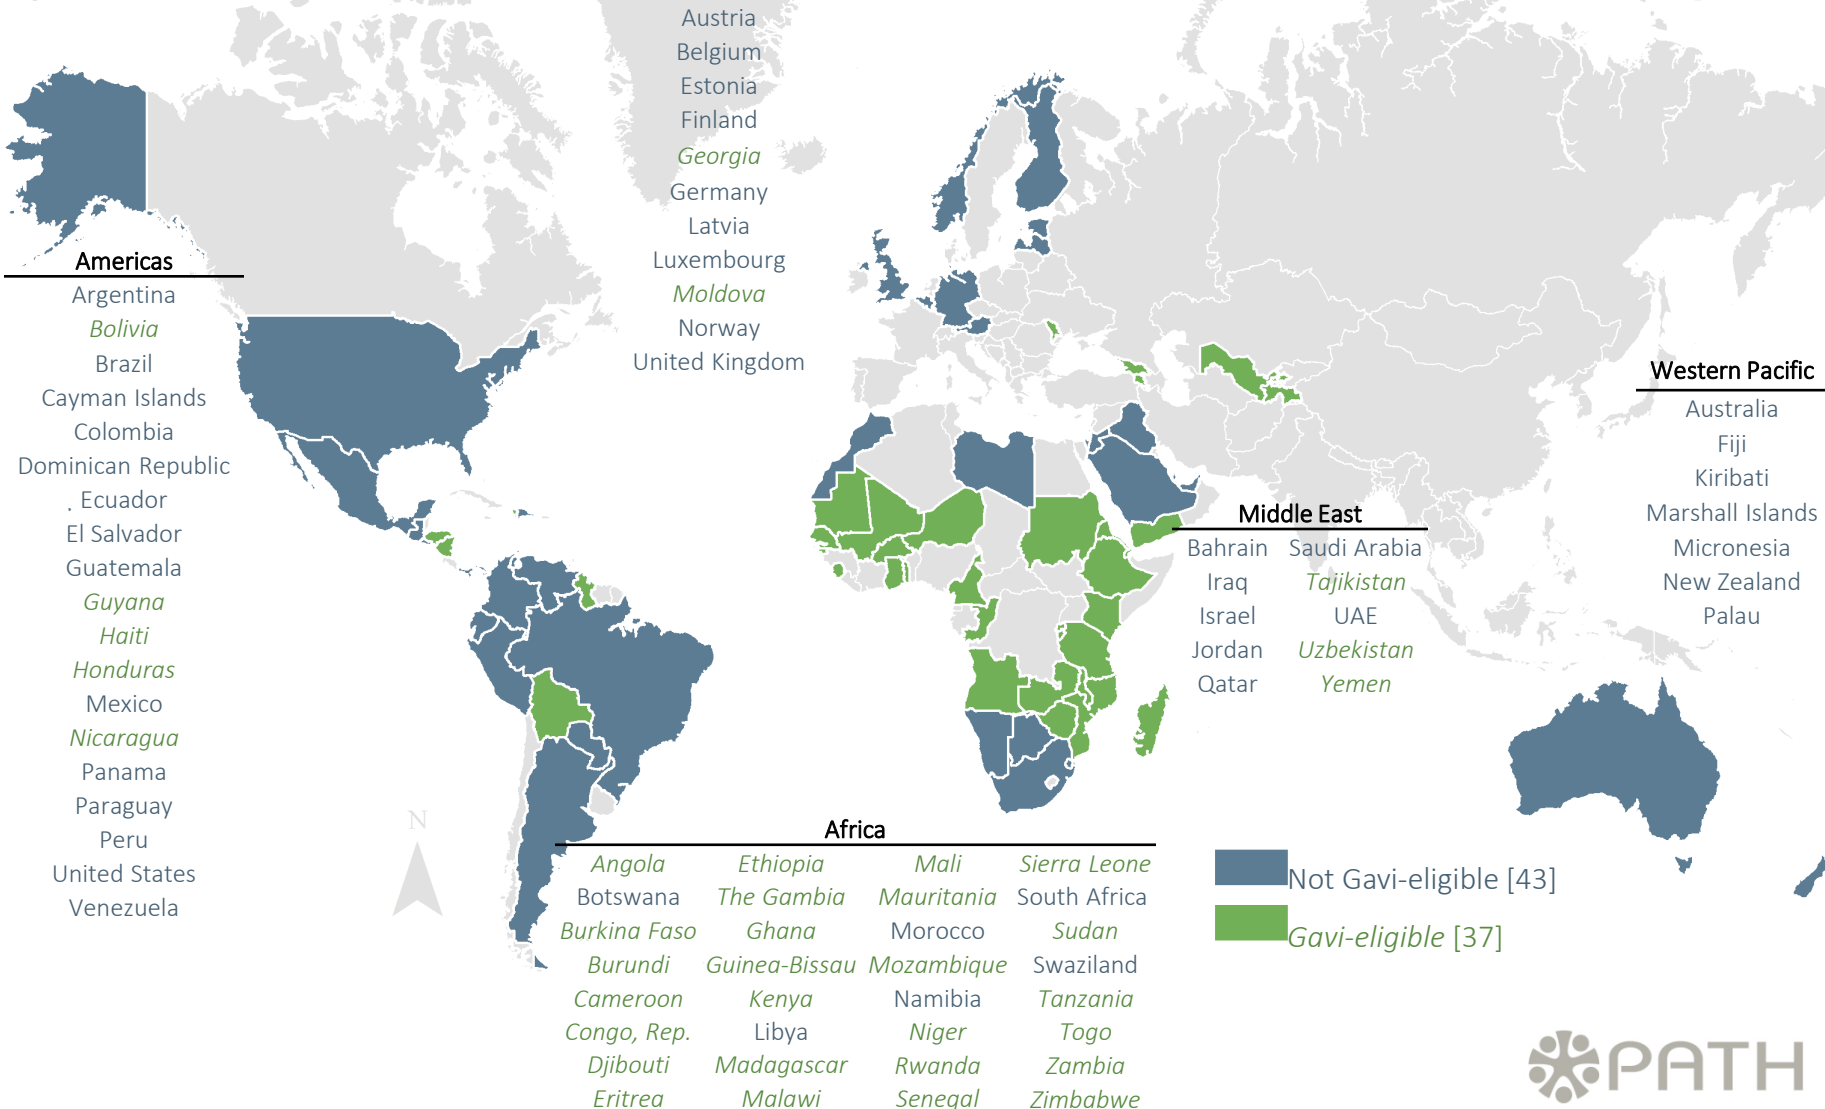 Austria
Belgium
Estonia
Finland
Georgia
Germany
Latvia
Luxembourg
Moldova
Norway
United Kingdom
Americas
Argentina
Bolivia
Brazil
Cayman Islands
Colombia
Dominican Republic
. Ecuador
El Salvador
Guatemala
Guyana
Haiti
Honduras
Mexico
Nicaragua
Panama
Paraguay
Peru
United States
Venezuela
N
Africa
Angola Ethiopia Mali Sierra Leone
Botswana The Gambia Mauritania South Africa
Burkina Faso Ghana Morocco Sudan
Burundi Guinea-Bissau Mozambique Swaziland
Cameroon Kenya Namibia Tanzania
Congo, Rep. Libya Niger Togo
Djibouti Madagascar Rwanda Zambia
Eritrea Malawi Senegal Zimbabwe
Middle East
Bahrain Saudi Arabia
Iraq Tajikistan
Israel UAE
Jordan Uzbekistan
Qatar Yemen
Western Pacific
Australia
Fiji
Kiribati
Marshall Islands
Micronesia
New Zealand
Palau
Not Gavi-eligible [43]
Gavi-eligible [37]
PATH